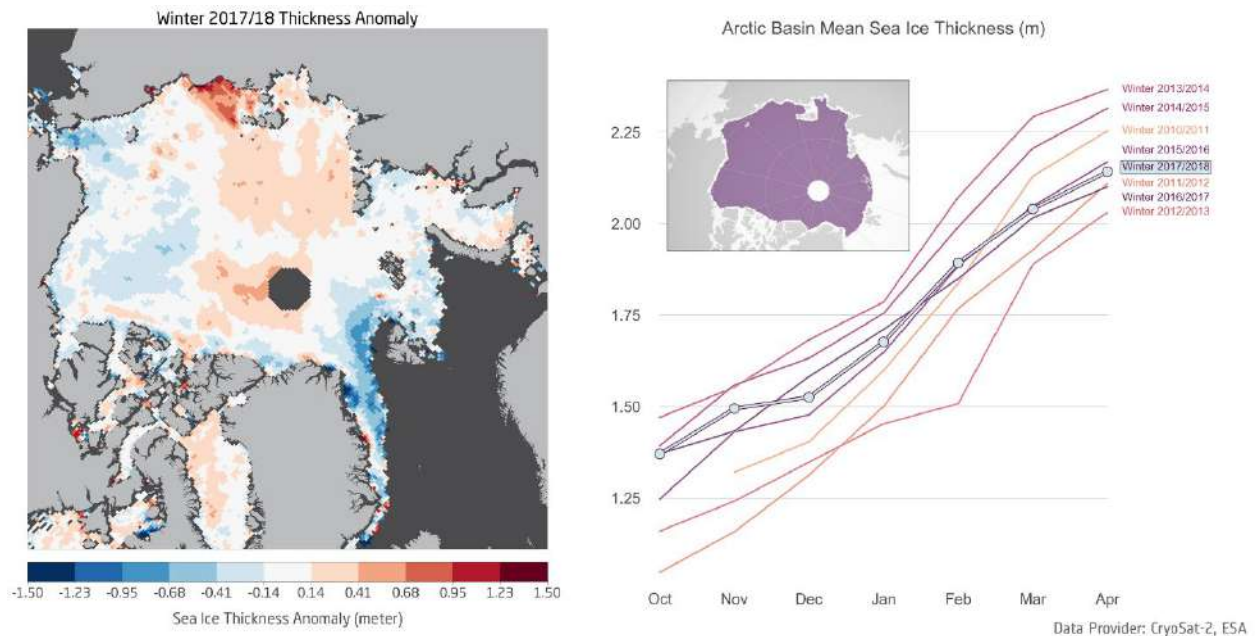 Winter 2017/18 Thickness Anomaly
-1.50 -1.23 -0.95 -0.68 -0.41 -0.14 0.14 0.41 0.68 0.95 1.23 1.50
Sea Ice Thickness Anomaly (meter)
Arctic Basin Mean Sea Ice Thickness (m)
2.25
2.00
1.75
1.50
1.25
Winter 2013/2014
Winter 2014/2015
Winter 2010/2011
Winter 2015/2016
Winter 2017/2018
Winter 2011/2012
Winter 2016/2017
Winter 2012/2013
Oct Nov Dec Jan Feb Mar Apr
Data Provider: CryoSat-2, ESA